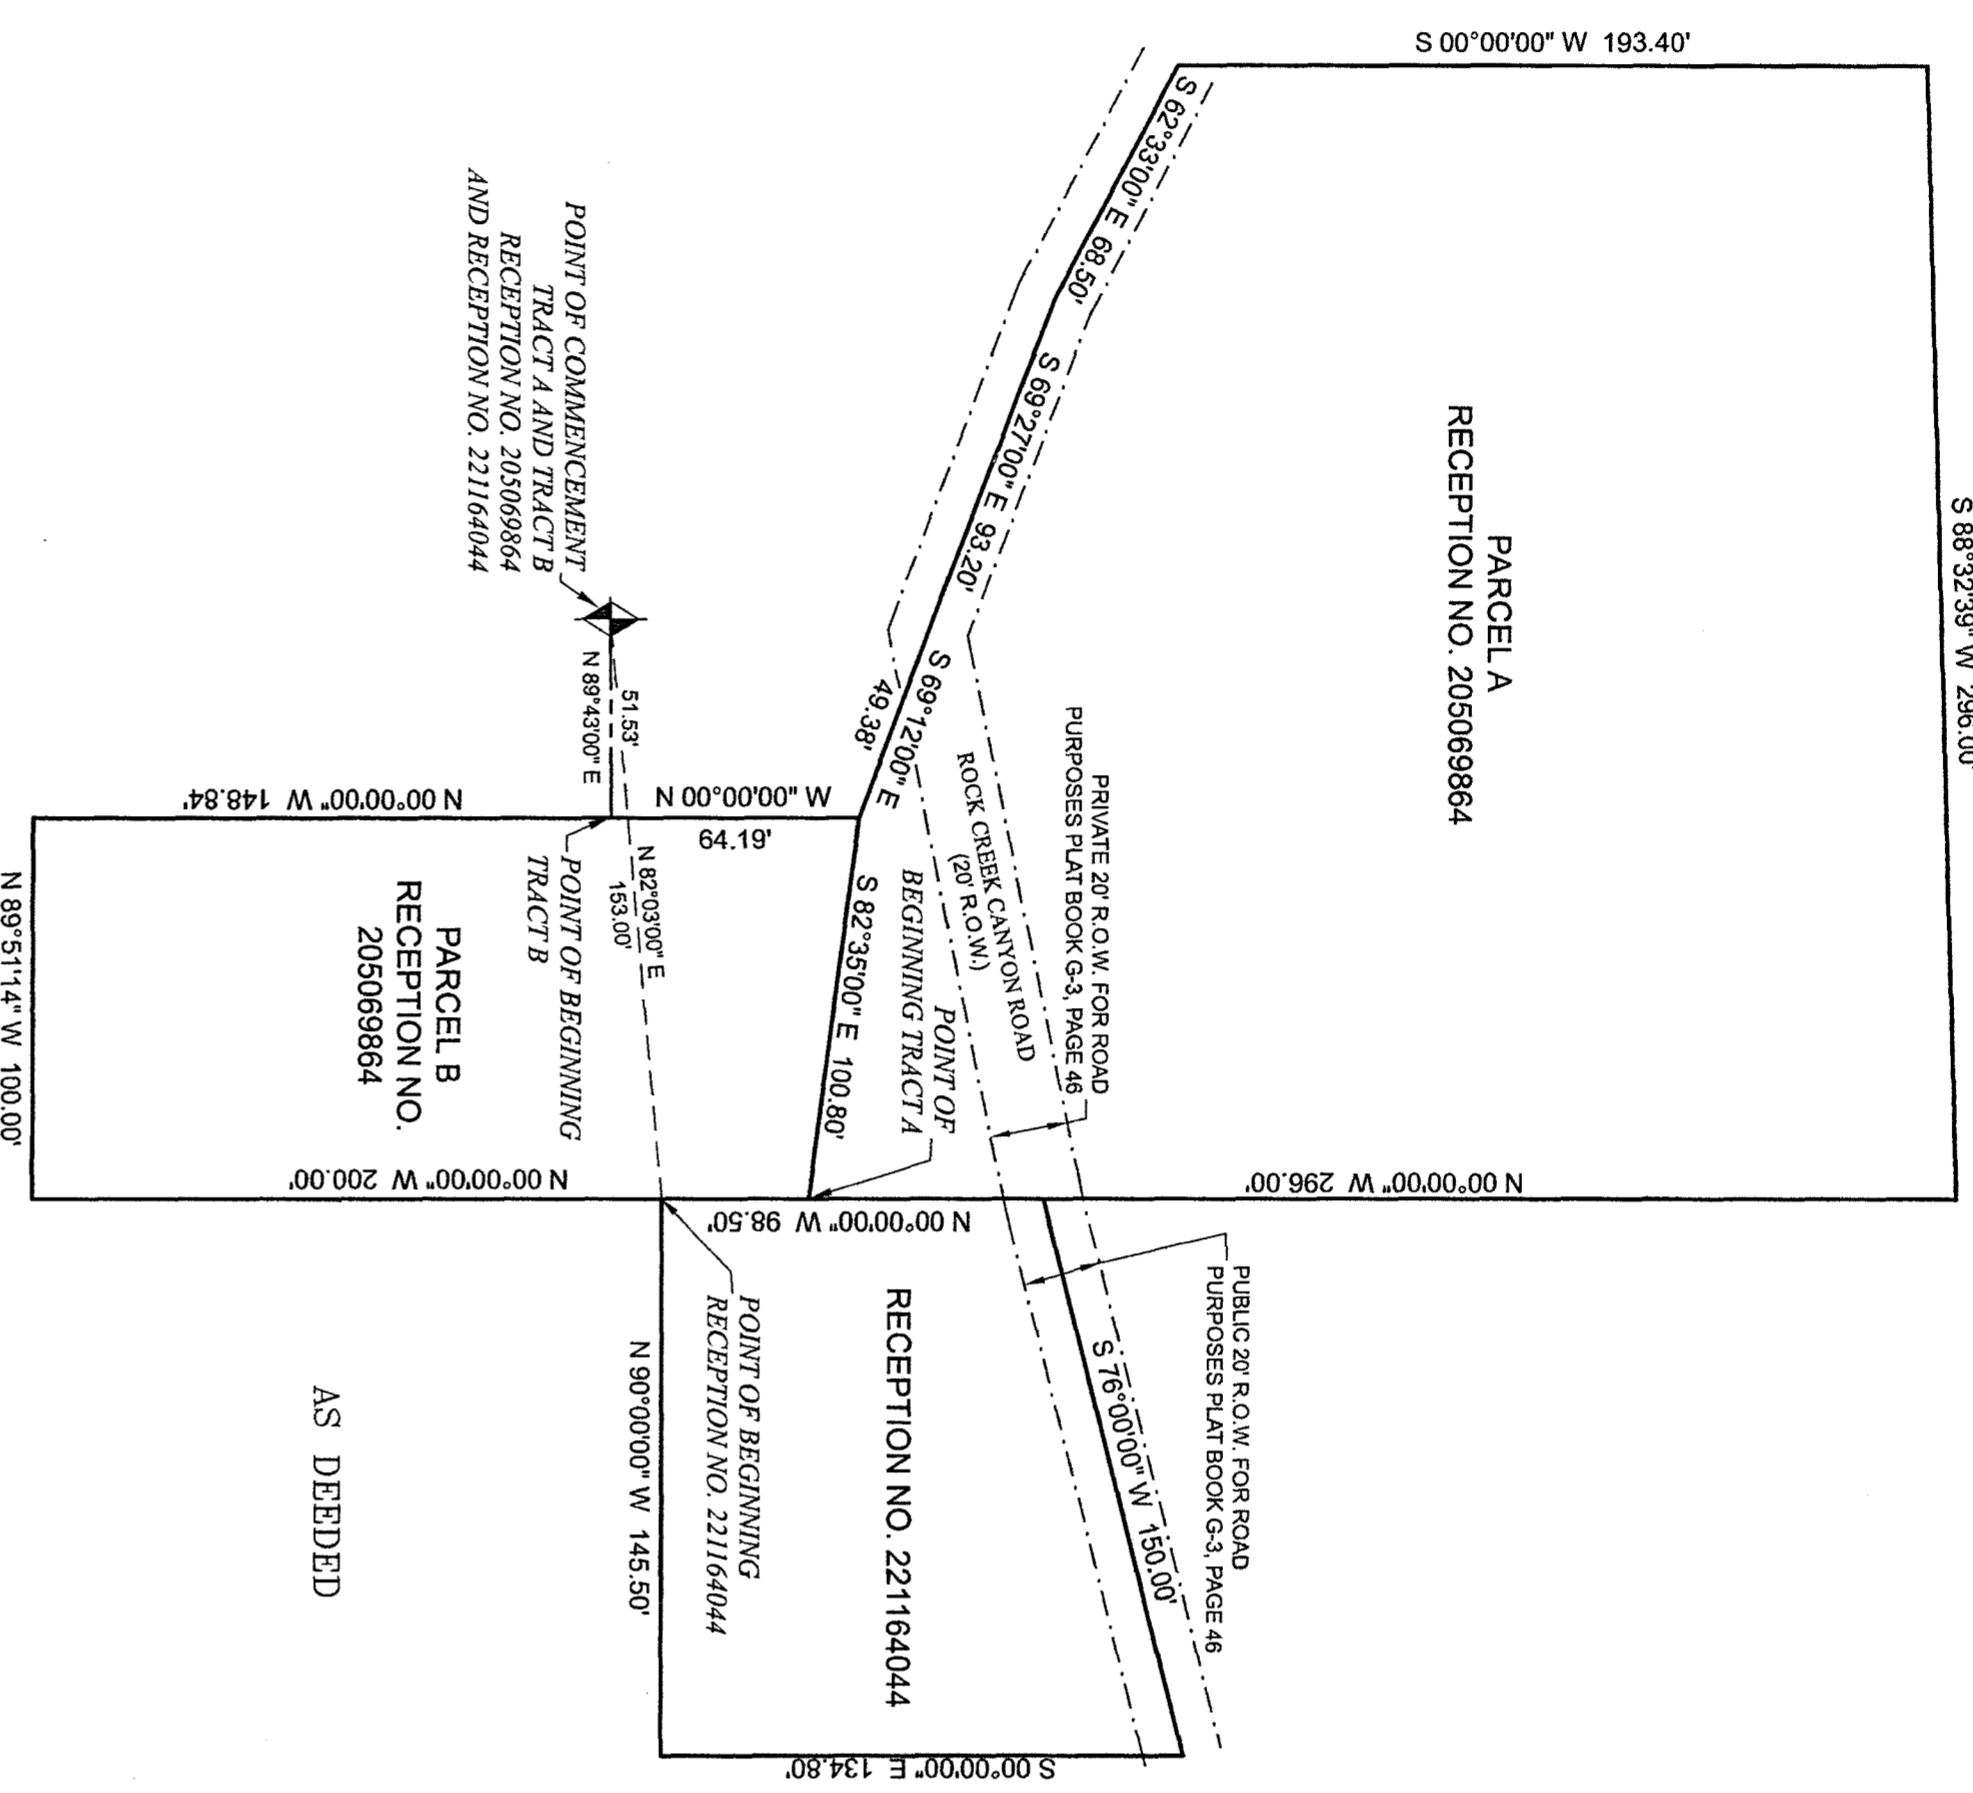 S 00°00'00" W 193.40'
S 88°32'39" W 296.00'
PARCEL A
RECEPTION NO. 205069864
S 62°33'00" E 68.50'
S 69°27'00" E 93.20'
S 69°12'00" E
49.38'
POINT OF COMMENCEMENT
TRACT A AND TRACT B
RECEPTION NO. 205069864
AND RECEPTION NO. 221164044
51.53'
N 89°43'00" E
PRIVATE 20' R.O.W. FOR ROAD
PURPOSES PLAT BOOK G-3, PAGE 46
ROCK CREEK CANYON ROAD
(20' R.O.W.)
N 00°00'00" W
64.19'
N 00°00'00" W 148.84'
S 82°35'00" E 100.80'
POINT OF
BEGINNING TRACT A
N 82°03'00" E
153.00'
POINT OF BEGINNING
TRACT B
PARCEL B
RECEPTION NO.
205069864
N 89°51'14" W 100.00'
N 00°00'00" W 296.00'
N 00°00'00" W 200.00'
N 00°00'00" W 98.50'
PUBLIC 20' R.O.W. FOR ROAD
PURPOSES PLAT BOOK G-3, PAGE 46
S 76°00'00" W 150.00'
RECEPTION NO. 221164044
POINT OF BEGINNING
RECEPTION NO. 221164044
N 90°00'00" W 145.50'
S 00°00'00" E 134.80'
AS DEEDED